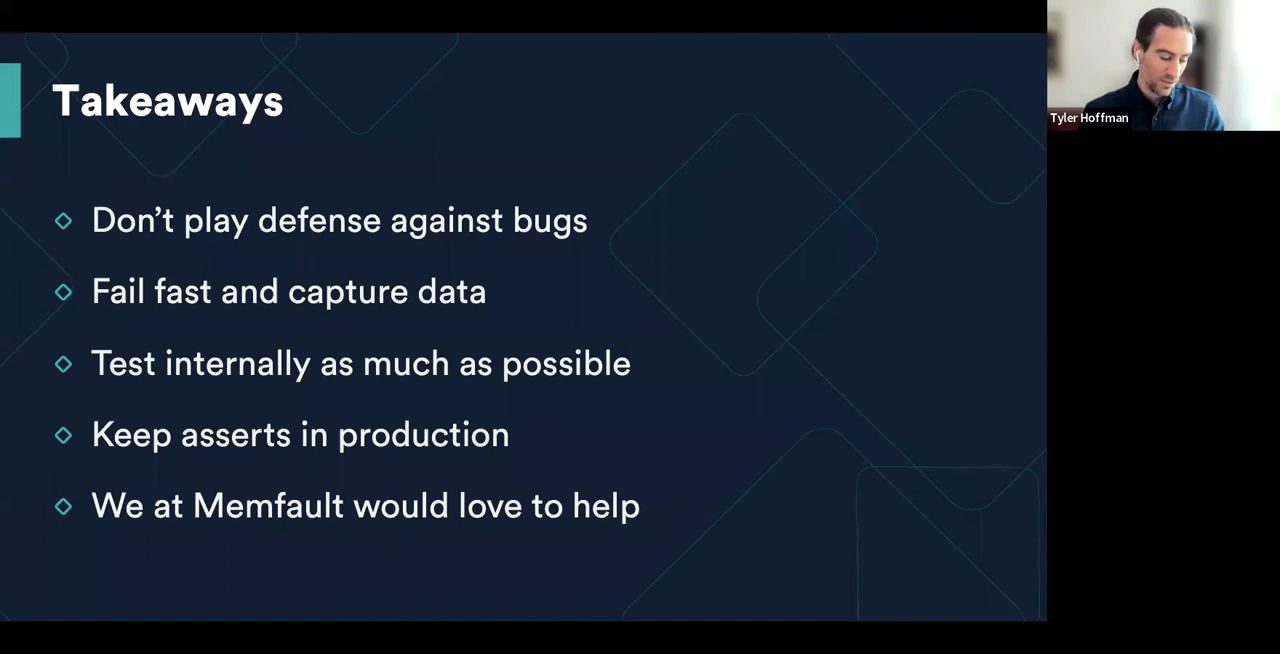 Takeaways
Don’t play defense against bugs
Fail fast and capture data
Test internally as much as possible
Keep asserts in production
We at Memfault would love to help
Tyler Hoffman